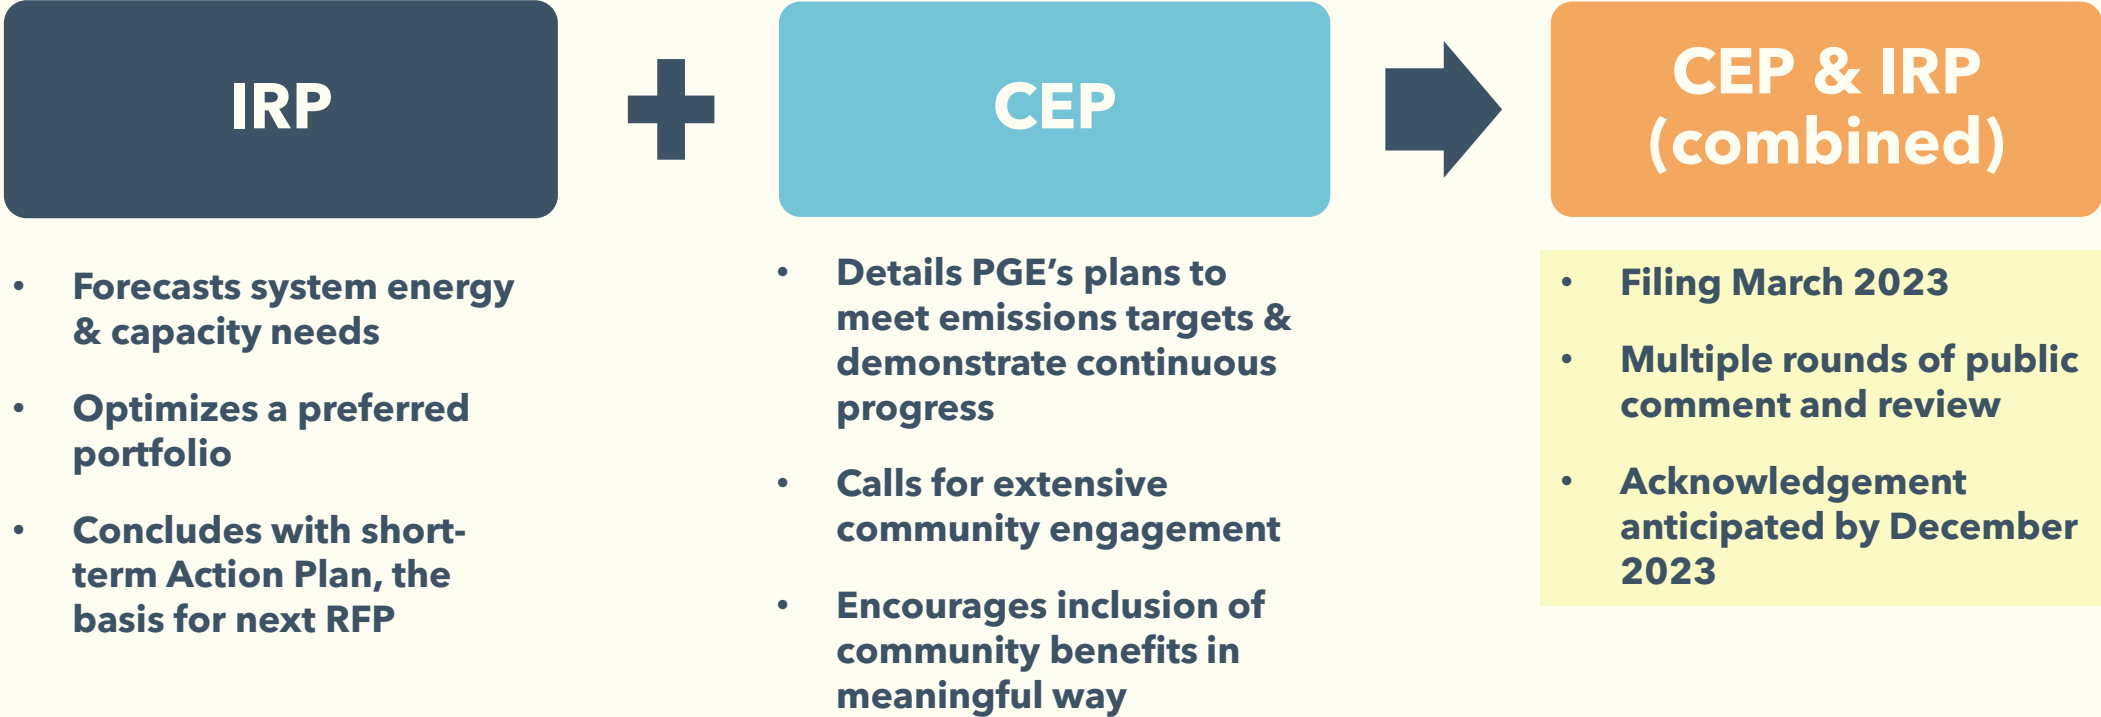 IRP
• Forecasts system energy
& capacity needs
• Optimizes a preferred
portfolio
• Concludes with short-
term Action Plan, the
basis for next RFP
CEP
• Details PGE’s plans to
meet emissions targets &
demonstrate continuous
progress
• Calls for extensive
community engagement
• Encourages inclusion of
community benefits in
meaningful way
CEP & IRP
(combined)
• Filing March 2023
• Multiple rounds of public
comment and review
• Acknowledgement
anticipated by December
2023